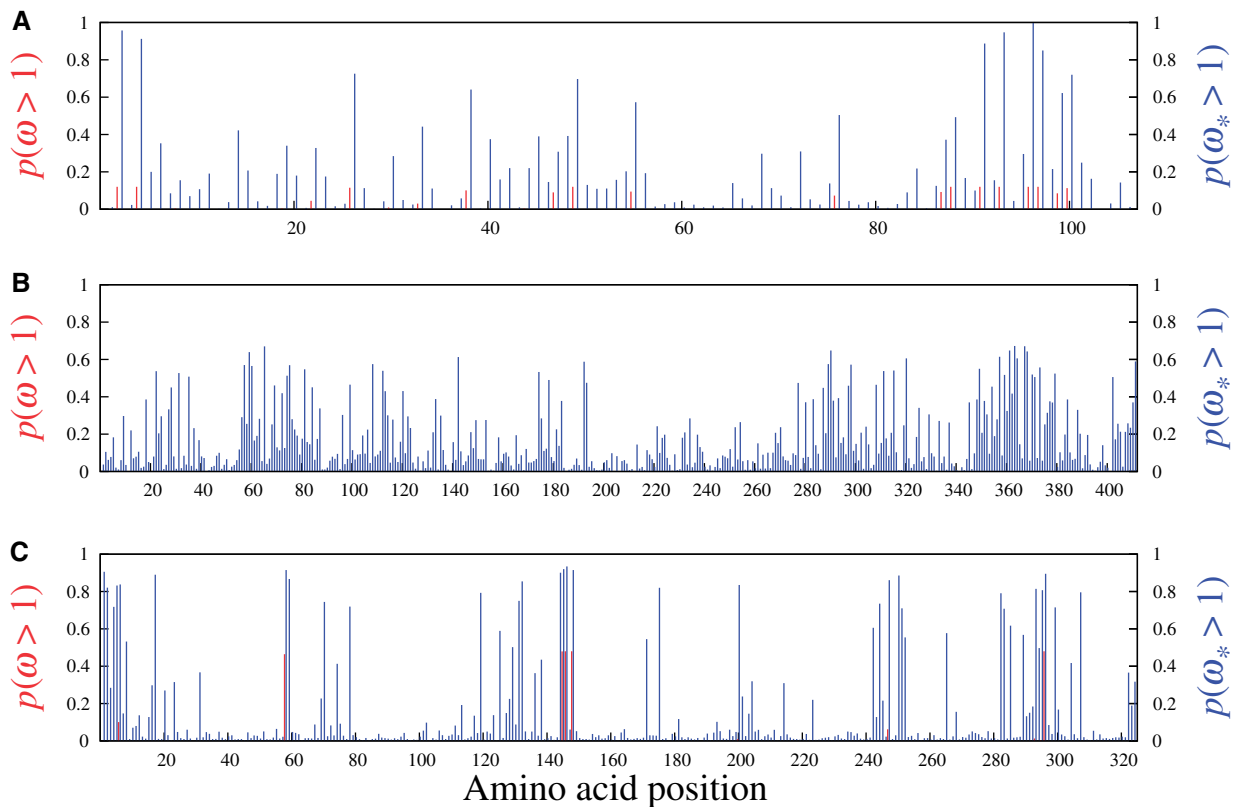 A
1 0.8 0.6 0.4 0.2 0
p(ω > 1)
1 0.8 0.6 0.4 0.2 0
p(ω* > 1)
20 40 60 80 100
B
1 0.8 0.6 0.4 0.2 0
p(ω > 1)
1 0.8 0.6 0.4 0.2 0
p(ω* > 1)
20 40 60 80 100 120 140 160 180 200 220 240 260 280 300 320 340 360 380 400
C
1 0.8 0.6 0.4 0.2 0
p(ω > 1)
1 0.8 0.6 0.4 0.2 0
p(ω* > 1)
20 40 60 80 100 120 140 160 180 200 220 240 260 280 300 320
Amino acid position